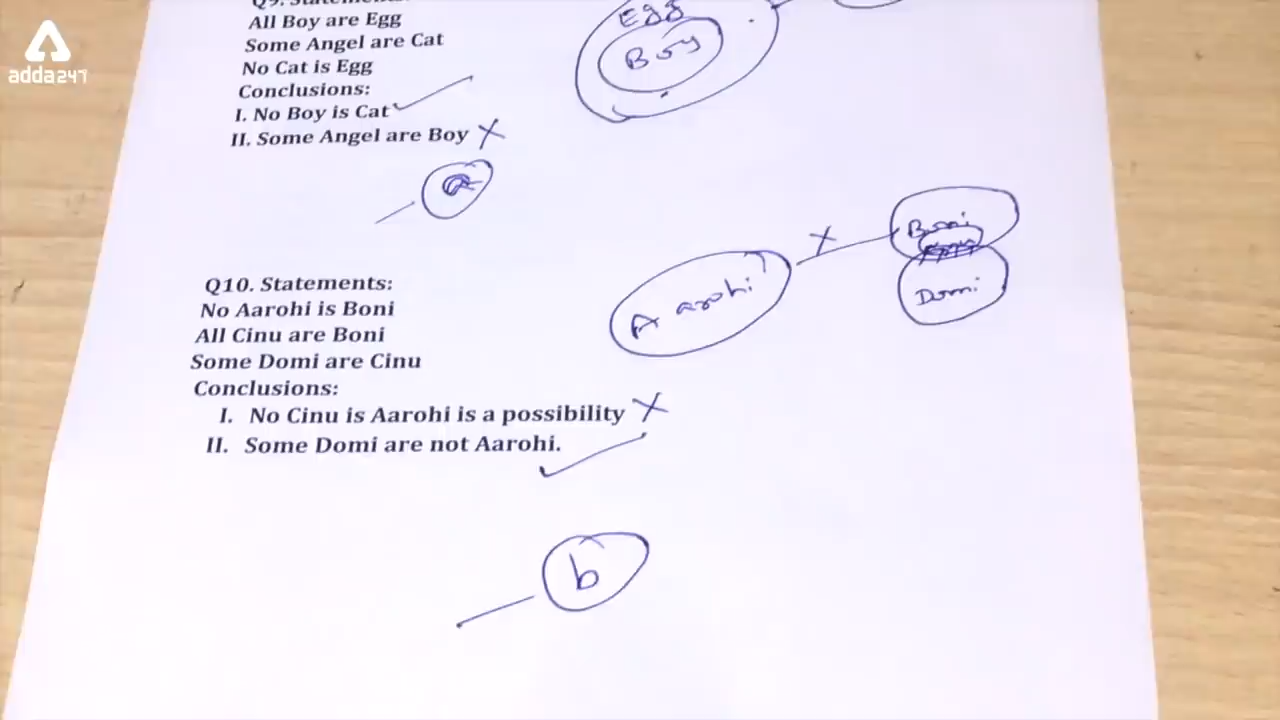 adda247
Q9. Statements:
All Boy are Egg
Some Angel are Cat
No Cat is Egg
Conclusions:
I. No Boy is Cat
II. Some Angel are Boy
a
Egg
Boy
Q10. Statements:
No Aarohi is Boni
All Cinu are Boni
Some Domi are Cinu
Conclusions:
I. No Cinu is Aarohi is a possibility
II. Some Domi are not Aarohi.
b
Aarohi
Boni
Domi